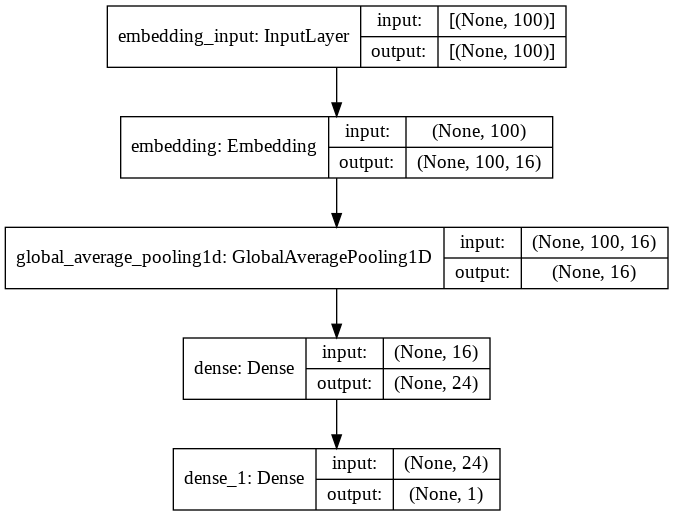 embedding_input: InputLayer
input:
[(None, 100)]
output:
[(None, 100)]
embedding: Embedding
input:
(None, 100)
output:
(None, 100, 16)
global_average_pooling1d: GlobalAveragePooling1D
input:
(None, 100, 16)
output:
(None, 16)
dense: Dense
input:
(None, 16)
output:
(None, 24)
dense_1: Dense
input:
(None, 24)
output:
(None, 1)